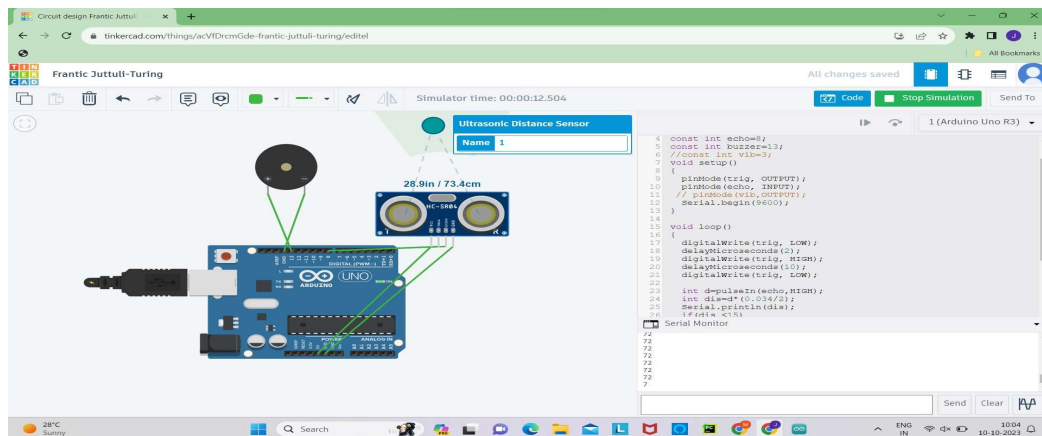 Circuit design Frantic Juttuli
tinkercad.com/things/acVfDrcmGde-frantic-juttuli-turing/editel
All Bookmarks
TIN
KER
CAD
Frantic Juttuli-Turing
All changes saved
Simulator time: 00:00:12.504
Code
Stop Simulation
Send To
Ultrasonic Distance Sensor
Name 1
1 (Arduino Uno R3)
28.9in / 73.4cm
HC-SR04
T
R
DIGITAL (PWM ~)
UNO
ARDUINO
POWER
ANALOG IN
4 const int echo=8;
5 const int buzzer=13;
6 //const int vib=3;
7 void setup()
8 {
9 pinMode(trig, OUTPUT);
10 pinMode(echo, INPUT);
11 // pinMode(vib,OUTPUT);
12 Serial.begin(9600);
13 }
14
15 void loop()
16 {
17 digitalWrite(trig, LOW);
18 delayMicroseconds(2);
19 digitalWrite(trig, HIGH);
20 delayMicroseconds(10);
21 digitalWrite(trig, LOW);
22
23 int d=pulseIn(echo,HIGH);
24 int dis=d*(0.034/2);
25 Serial.println(dis);
26 if(dis <15)
Serial Monitor
72
72
72
72
72
72
72
7
Send
Clear
28°C
Sunny
Search
ENG
IN
10:04
10-10-2023